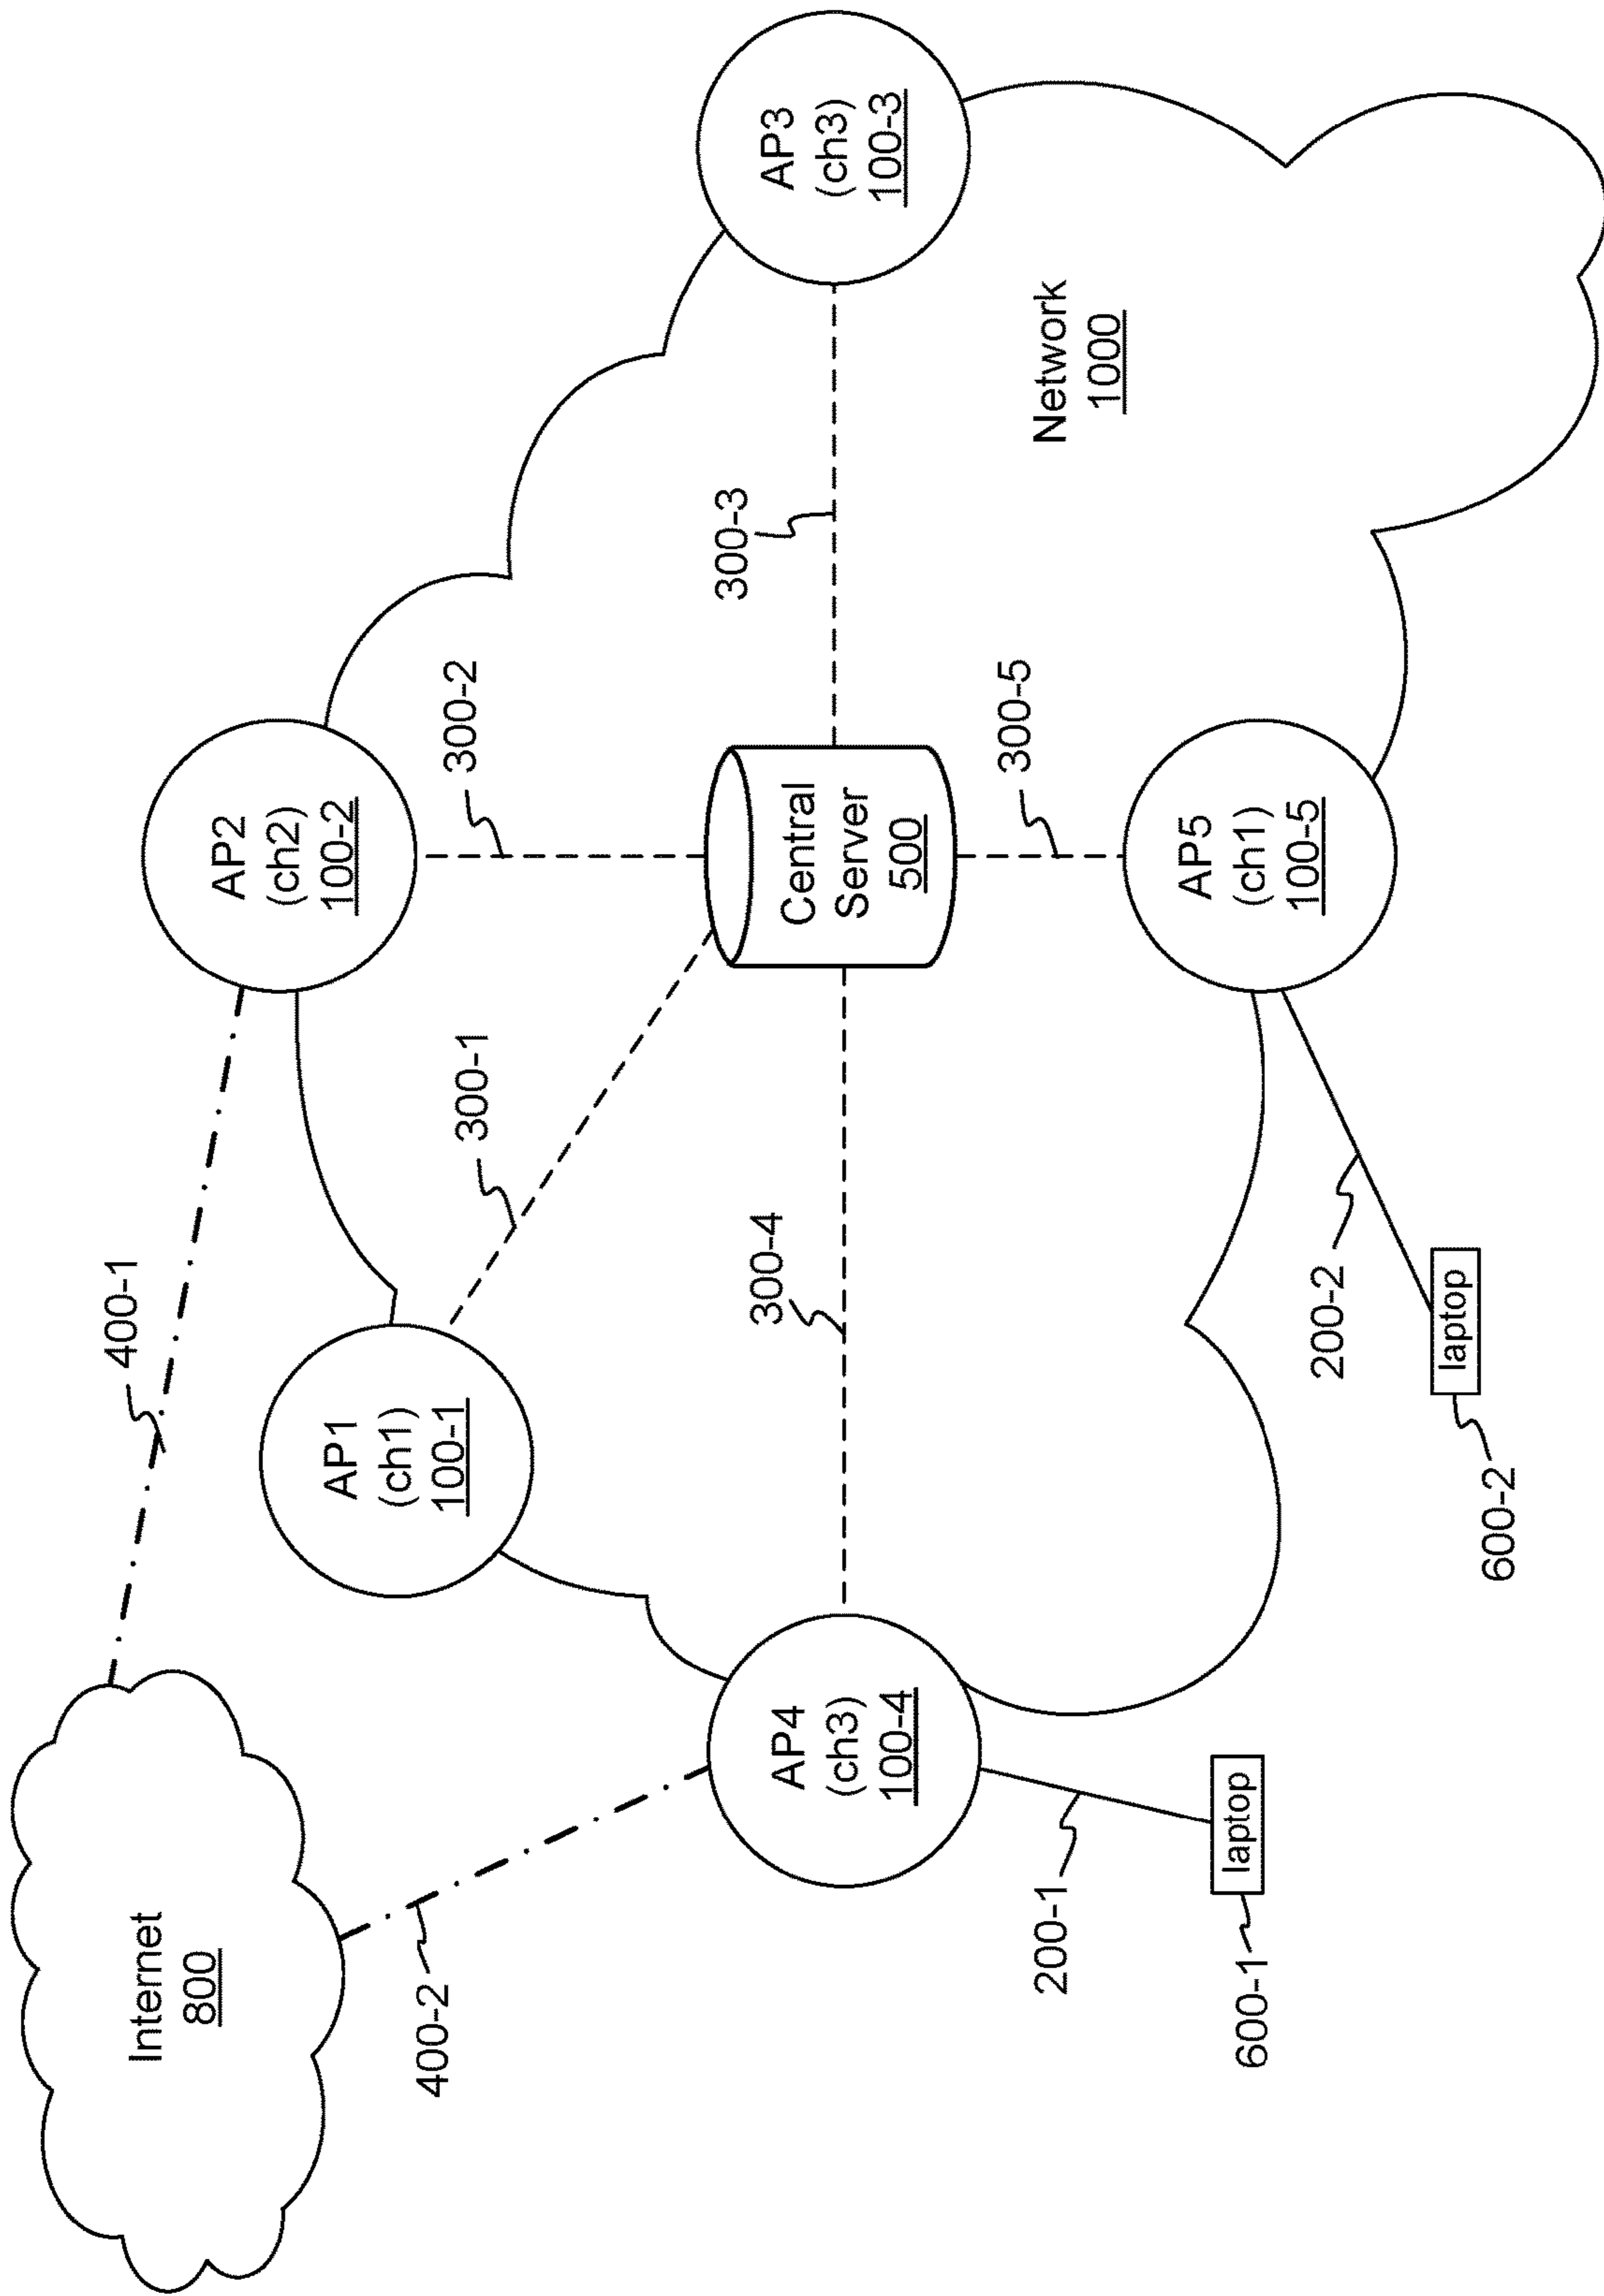 Internet
800
400-1
AP2
(ch2)
100-2
AP1
(ch1)
100-1
400-2
300-1
300-2
300-4
300-3
AP4
(ch3)
100-4
Central
Server
500
AP3
(ch3)
100-3
200-1
300-5
Network
1000
600-1
laptop
AP5
(ch1)
100-5
200-2
laptop
600-2